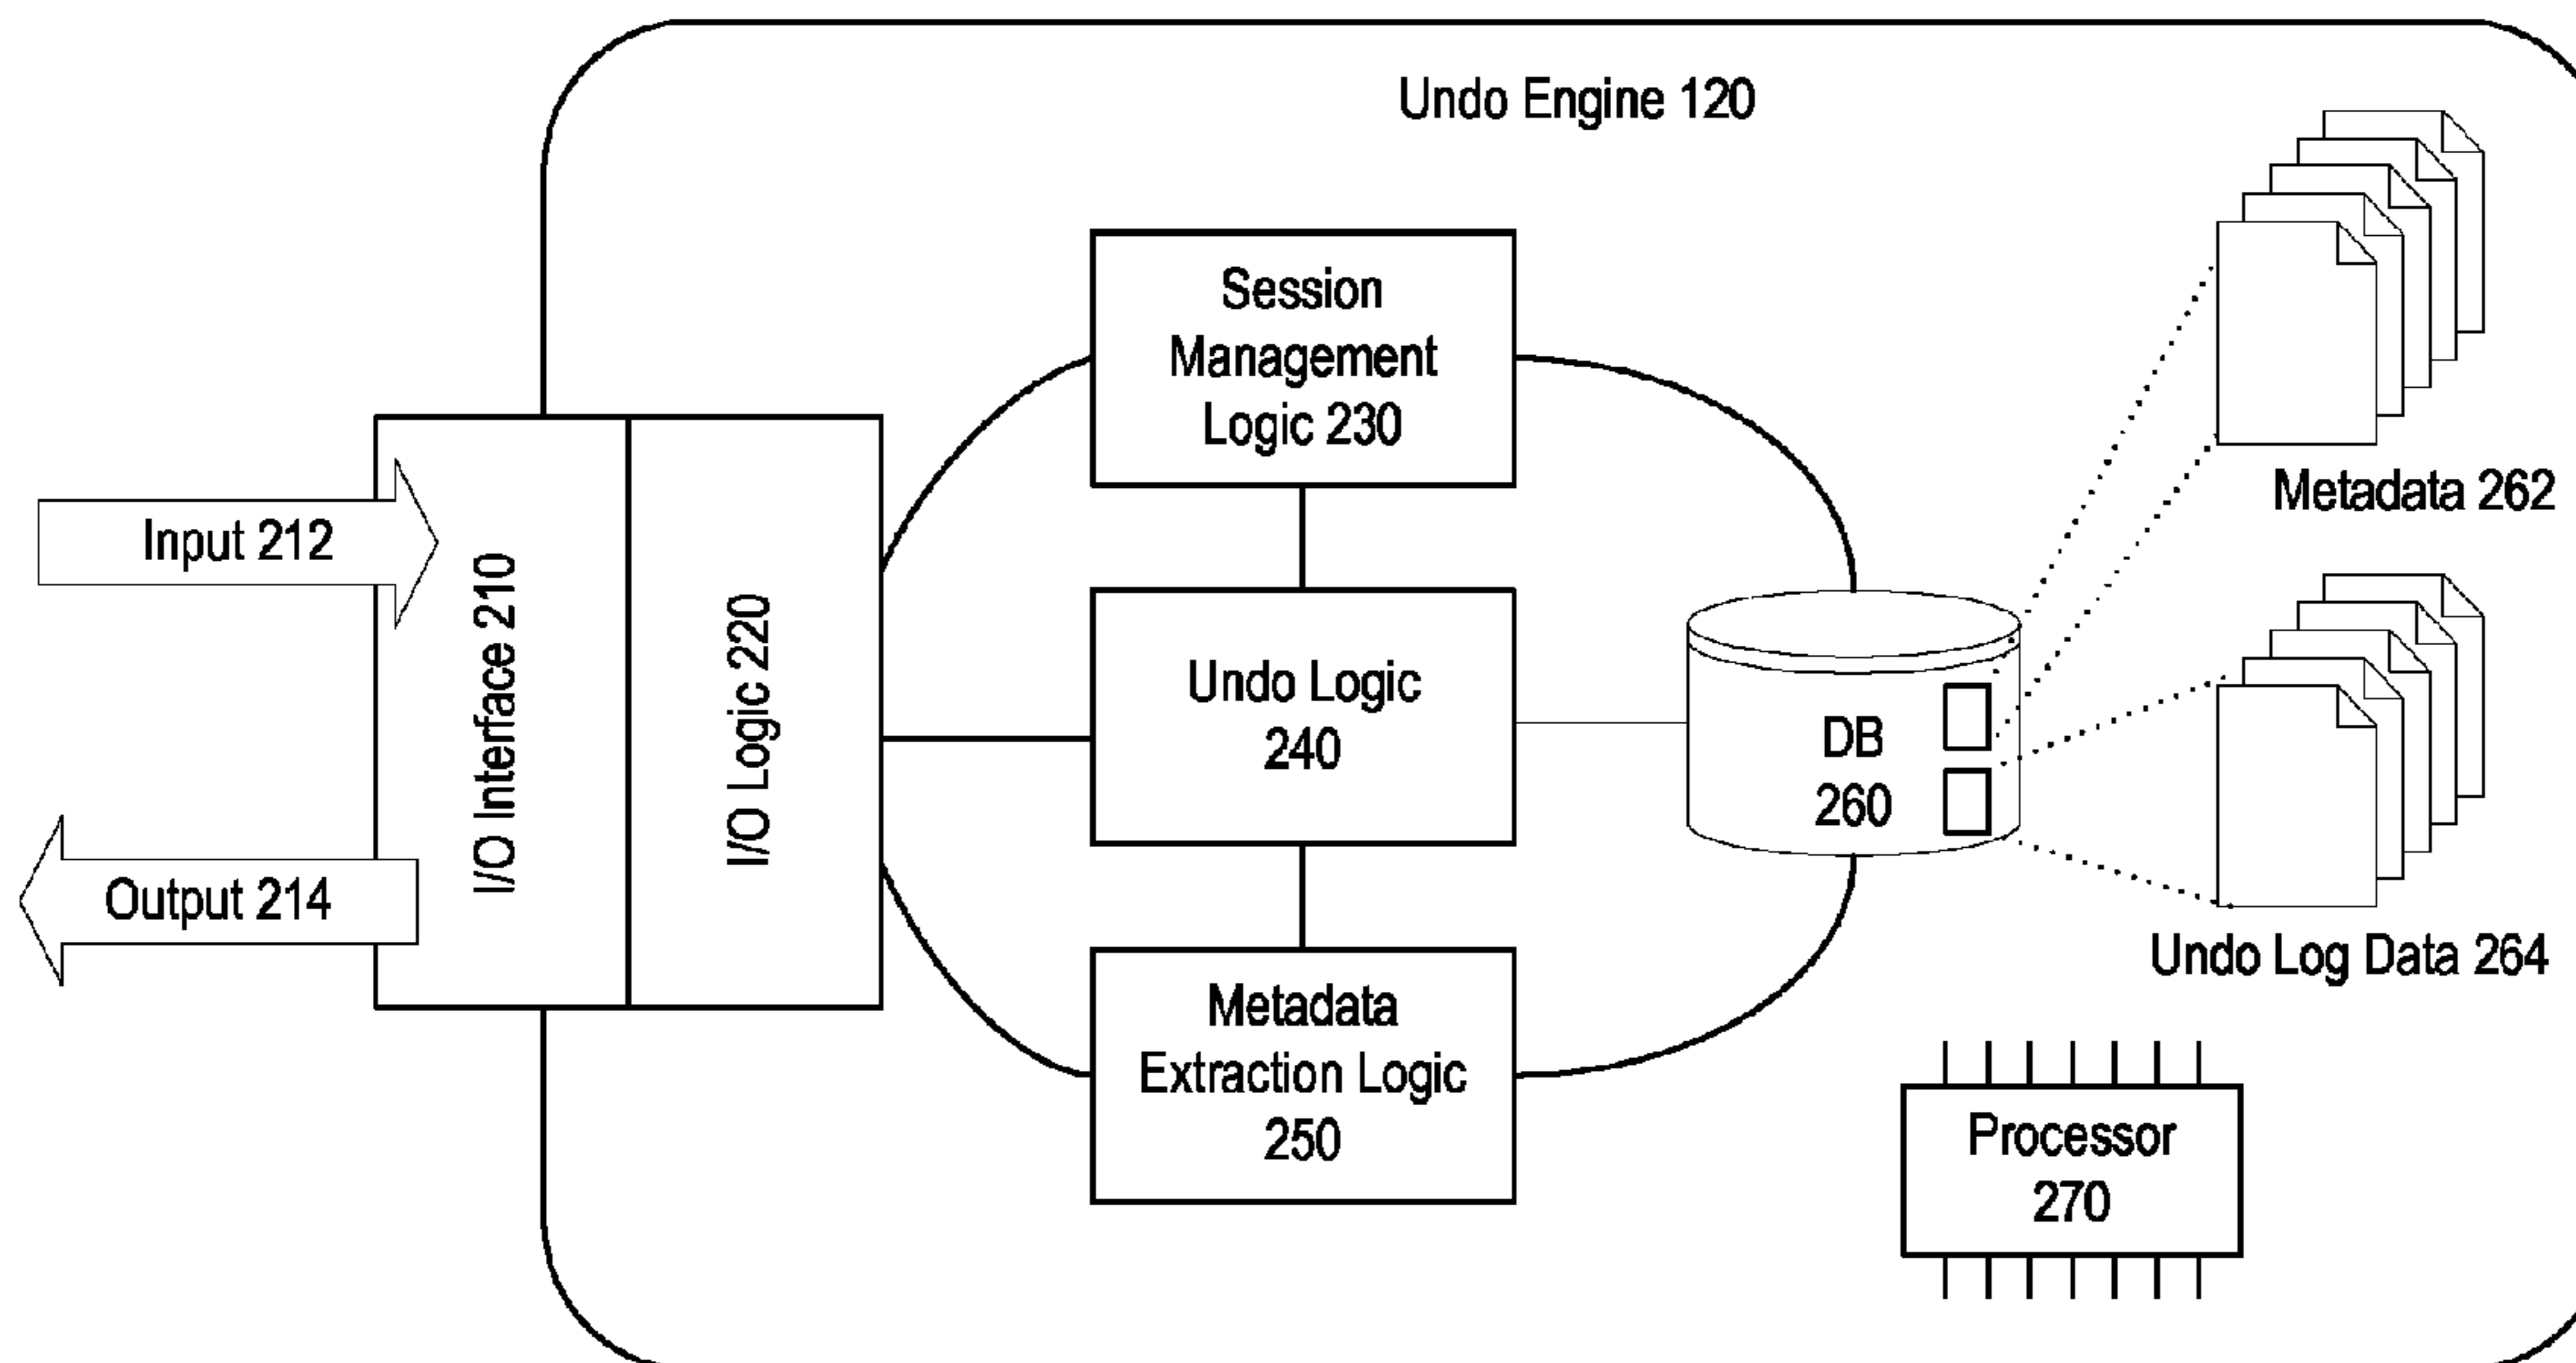 Undo Engine 120
Session
Management
Logic 230
Metadata 262
Input 212
I/O Interface 210
I/O Logic 220
Undo Logic
240
DB
260
Output 214
Undo Log Data 264
Metadata
Extraction Logic
250
Processor
270